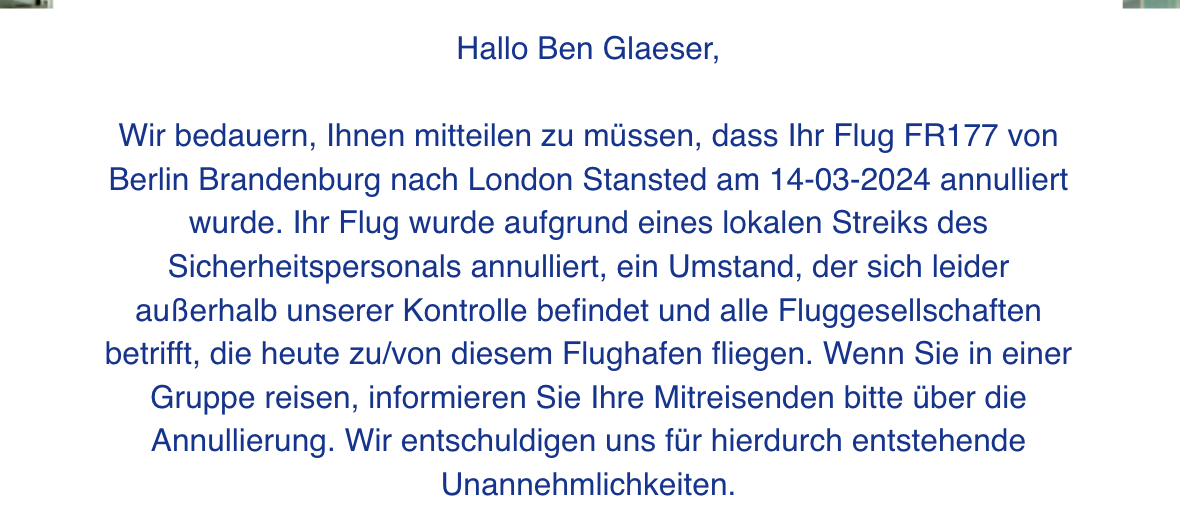 Hallo Ben Glaeser,
Wir bedauern, Ihnen mitteilen zu müssen, dass Ihr Flug FR177 von
Berlin Brandenburg nach London Stansted am 14-03-2024 annulliert
wurde. Ihr Flug wurde aufgrund eines lokalen Streiks des
Sicherheitspersonals annulliert, ein Umstand, der sich leider
außerhalb unserer Kontrolle befindet und alle Fluggesellschaften
betrifft, die heute zu/von diesem Flughafen fliegen. Wenn Sie in einer
Gruppe reisen, informieren Sie Ihre Mitreisenden bitte über die
Annullierung. Wir entschuldigen uns für hierdurch entstehende
Unannehmlichkeiten.